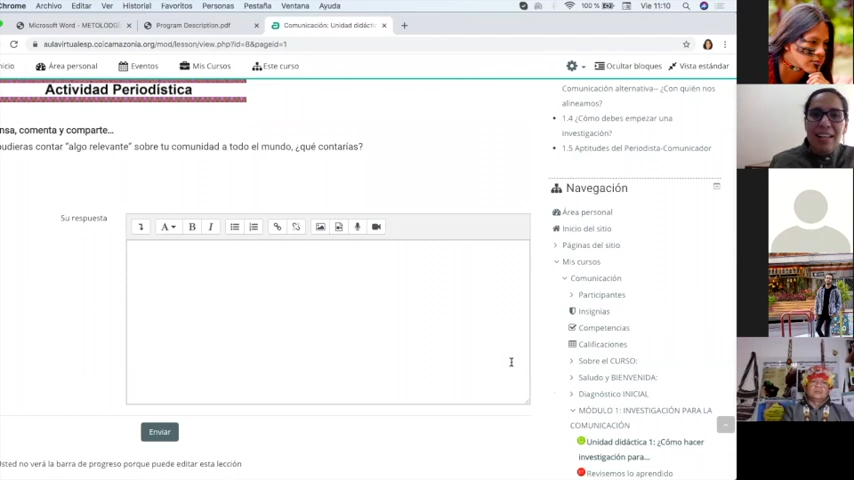 Chrome Archivo Editar Ver Historial Favoritos Personas Pestaña Ventana Ayuda 100 % Vie 11:10
Microsoft Word - METOLODGÍ Program Description.pdf Comunicación: Unidad didáctic
aulavirtualesp.coicamazonia.org/mod/lesson/view.php?id=8&pageid=1
nicio Área personal Eventos Mis Cursos Este curso Ocultar bloques Vista estándar
Actividad Periodística
nsa, comenta y comparte...
pudieras contar "algo relevante" sobre tu comunidad a todo el mundo, ¿qué contarías?
Su respuesta
A B I
Enviar
Usted no verá la barra de progreso porque puede editar esta lección
Comunicación alternativa-- ¿Con quién nos
alineamos?
1.4 ¿Cómo debes empezar una
investigación?
1.5 Aptitudes del Periodista-Comunicador
Navegación
Área personal
Inicio del sitio
Páginas del sitio
Mis cursos
Comunicación
Participantes
Insignias
Competencias
Calificaciones
Sobre el CURSO:
Saludo y BIENVENIDA:
Diagnóstico INICIAL
MÓDULO 1: INVESTIGACIÓN PARA LA
COMUNICACIÓN
Unidad didáctica 1: ¿Cómo hacer
investigación para...
Revisemos lo aprendido